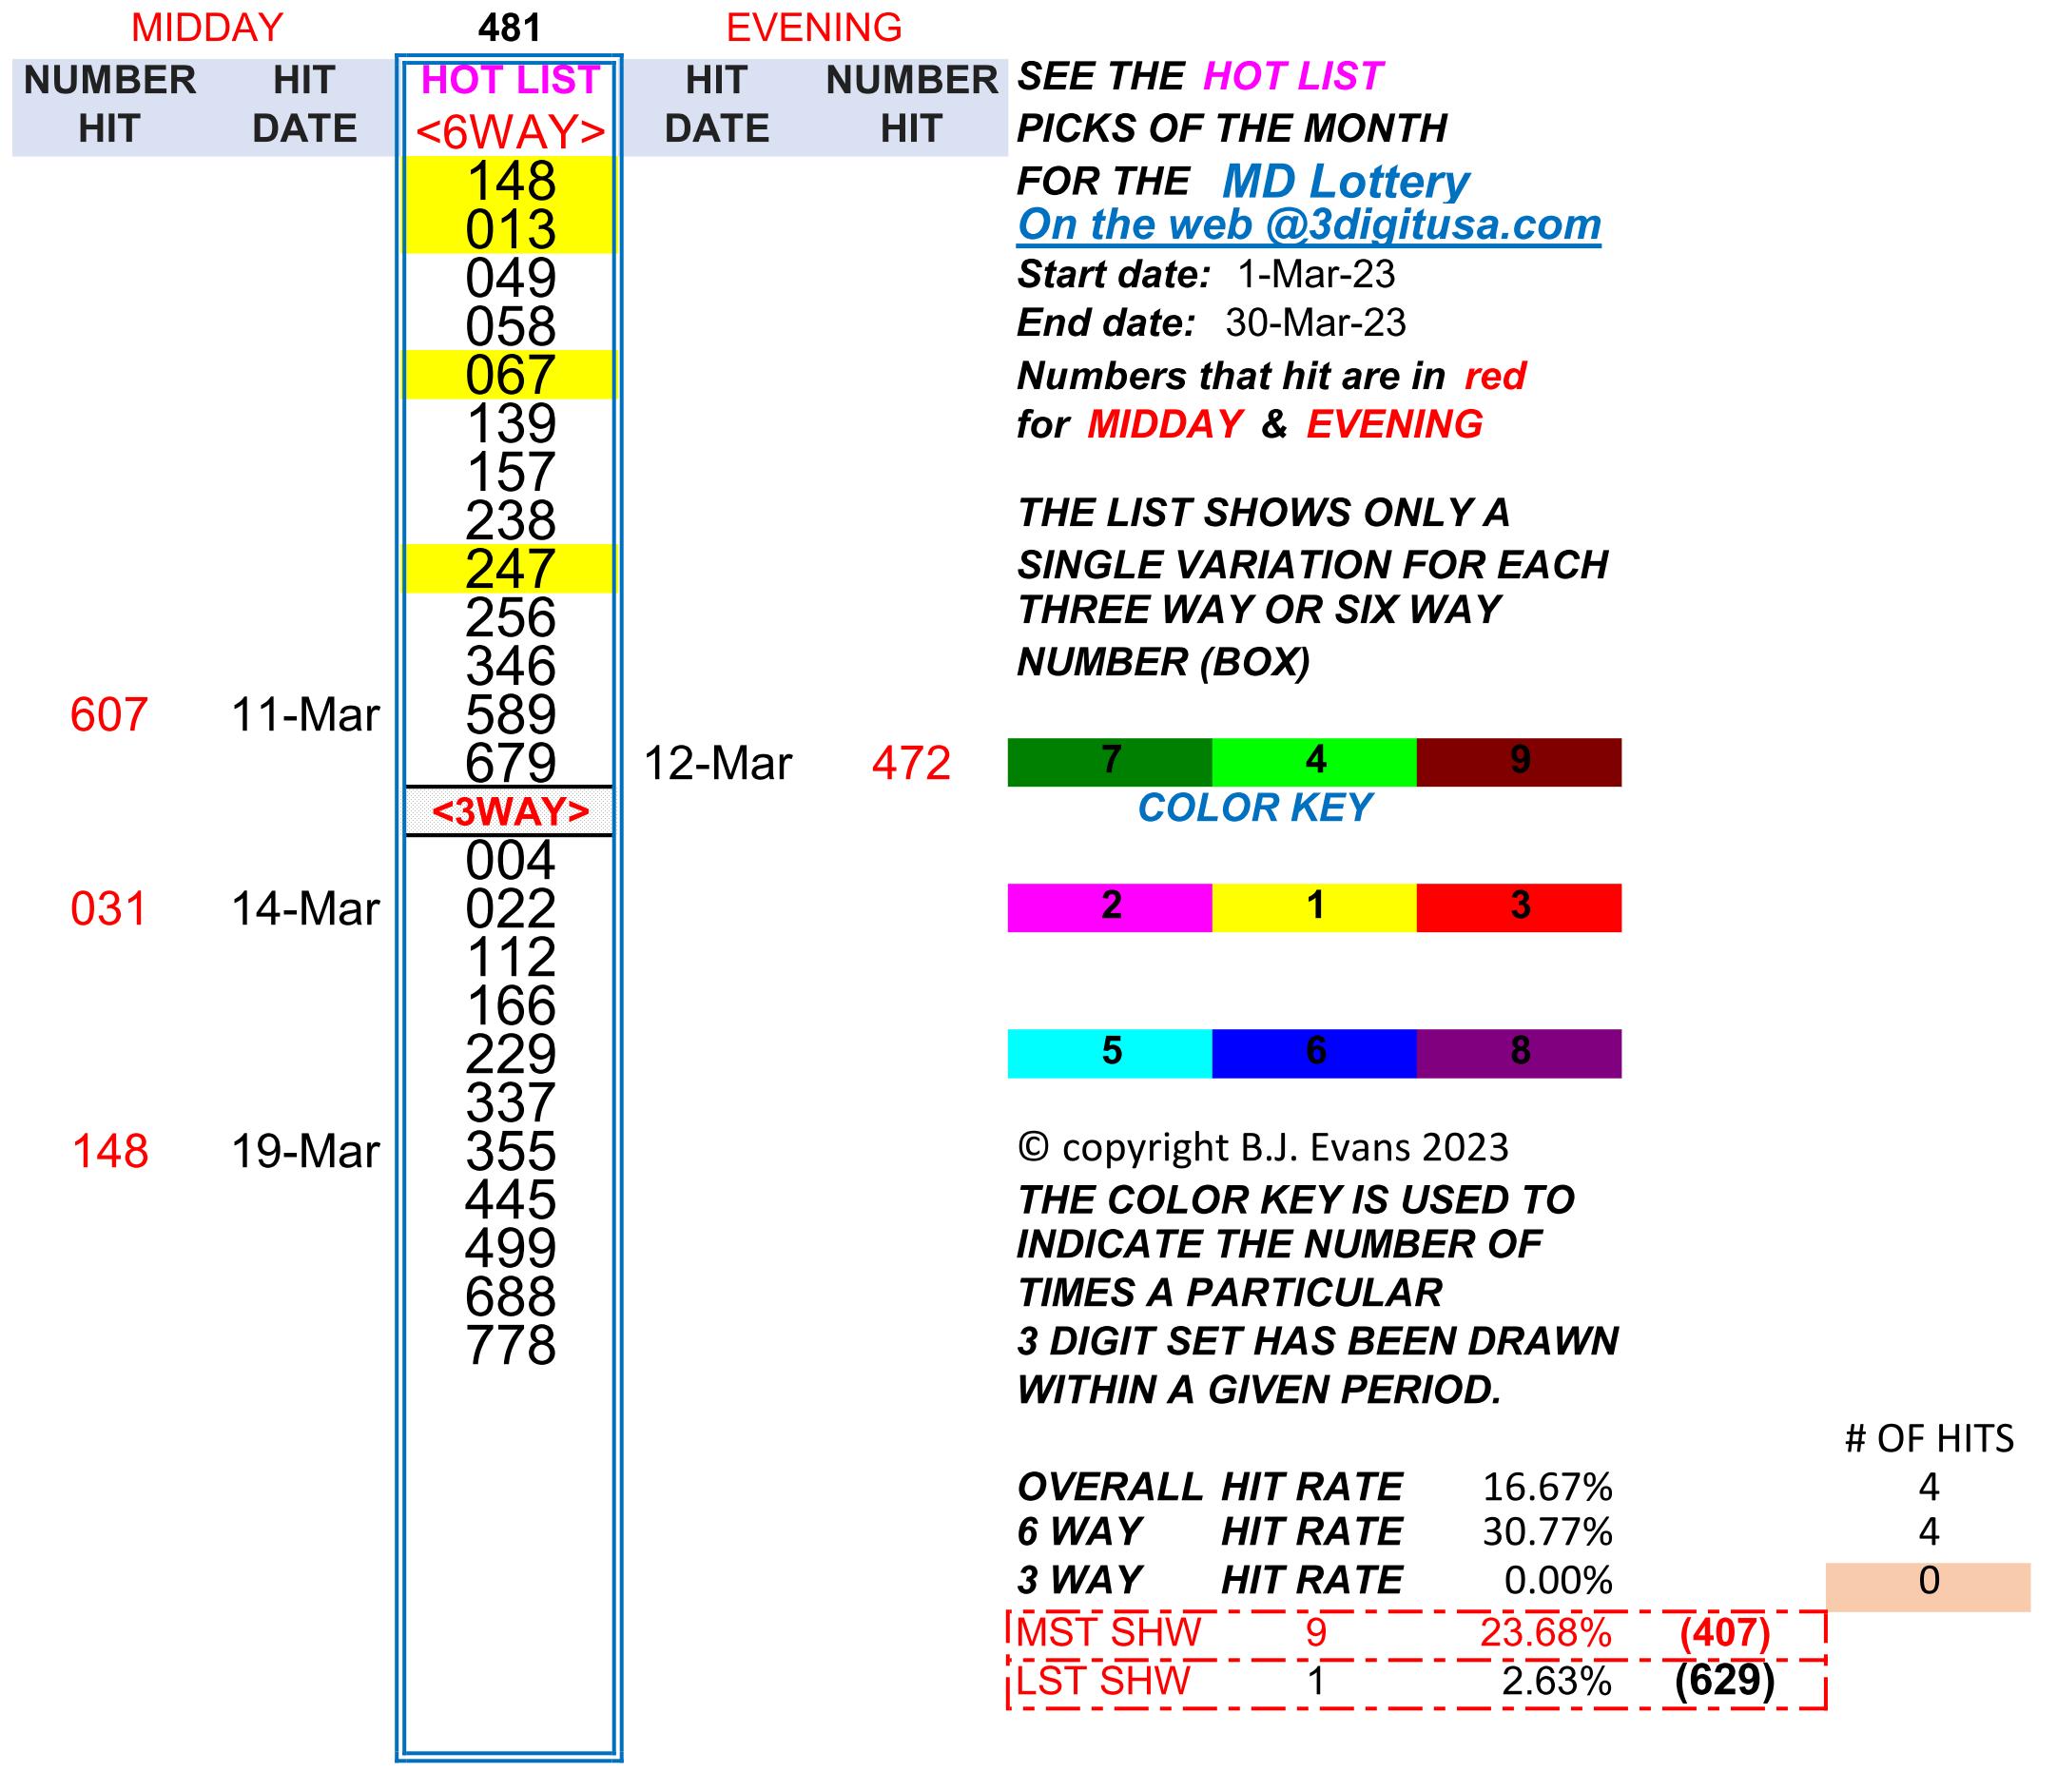 MIDDAY 481 EVENING
NUMBER HIT HOT LIST HIT NUMBER SEE THE HOT LIST
HIT DATE <6WAY> DATE HIT PICKS OF THE MONTH
148 FOR THE MD Lottery
013 On the web @3digitusa.com
049 Start date: 1-Mar-23
058 End date: 30-Mar-23
067 Numbers that hit are in red
139 for MIDDAY & EVENING
157
238 THE LIST SHOWS ONLY A
247 SINGLE VARIATION FOR EACH
256 THREE WAY OR SIX WAY
346 NUMBER (BOX)
607 11-Mar 589
679 12-Mar 472 7 4 9
<3WAY> COLOR KEY
004
031 14-Mar 022 2 1 3
112
166
229 5 6 8
337
148 19-Mar 355 © copyright B.J. Evans 2023
445 THE COLOR KEY IS USED TO
499 INDICATE THE NUMBER OF
688 TIMES A PARTICULAR
778 3 DIGIT SET HAS BEEN DRAWN
WITHIN A GIVEN PERIOD.
# OF HITS
OVERALL HIT RATE 16.67% 4
6 WAY HIT RATE 30.77% 4
3 WAY HIT RATE 0.00% 0
MST SHW 9 23.68% (407)
LST SHW 1 2.63% (629)